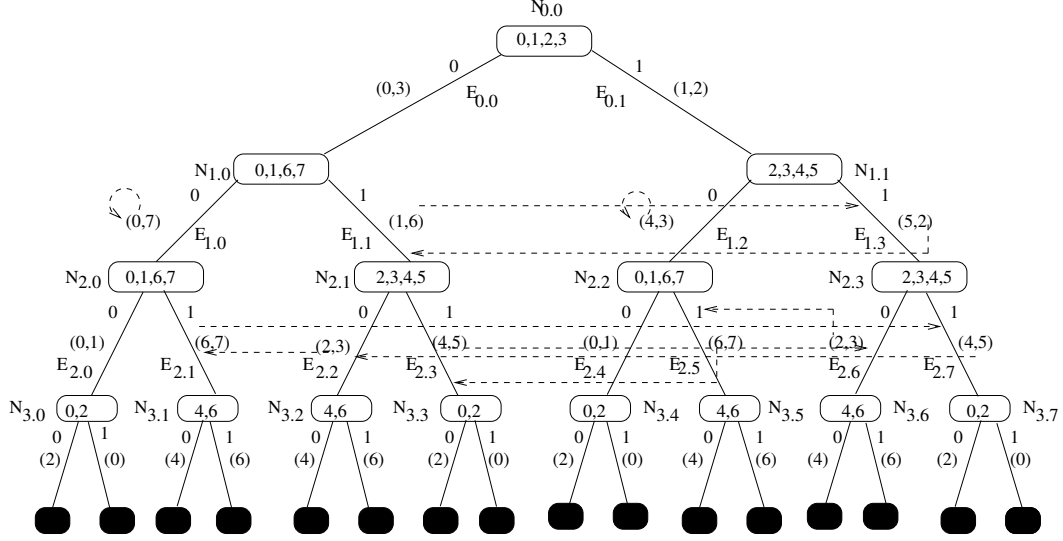 N0.0
0,1,2,3
0 1
(0,3) E0.0 E0.1 (1,2)
N1.0 0,1,6,7 2,3,4,5 N1.1
0 1 0 1
(0,7) (1,6) (4,3) (5,2)
E1.0 E1.1 E1.2 E1.3
N2.0 0,1,6,7 N2.1 2,3,4,5 N2.2 0,1,6,7 N2.3 2,3,4,5
0 1 0 1 0 1 0 1
(0,1) (6,7) (2,3) (4,5) (0,1) (6,7) (2,3) (4,5)
E2.0 E2.1 E2.2 E2.3 E2.4 E2.5 E2.6 E2.7
N3.0 0,2 N3.1 4,6 N3.2 4,6 N3.3 0,2 0,2 N3.4 4,6 N3.5 4,6 N3.6 0,2 N3.7
0 1 0 1 0 1 0 1 0 1 0 1 0 1 0 1
(2) (0) (4) (6) (4) (6) (2) (0) (2) (0) (4) (6) (4) (6) (2) (0)